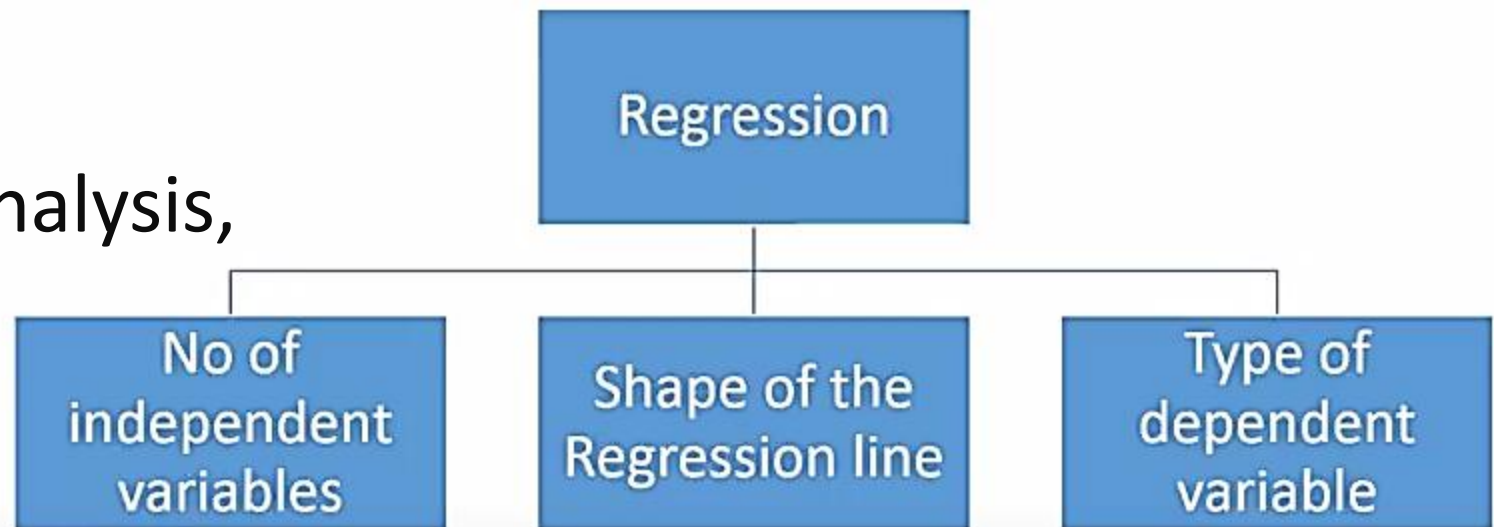 Regression
nalysis,
No of
independent
variables
Shape of the
Regression line
Type of
dependent
variable